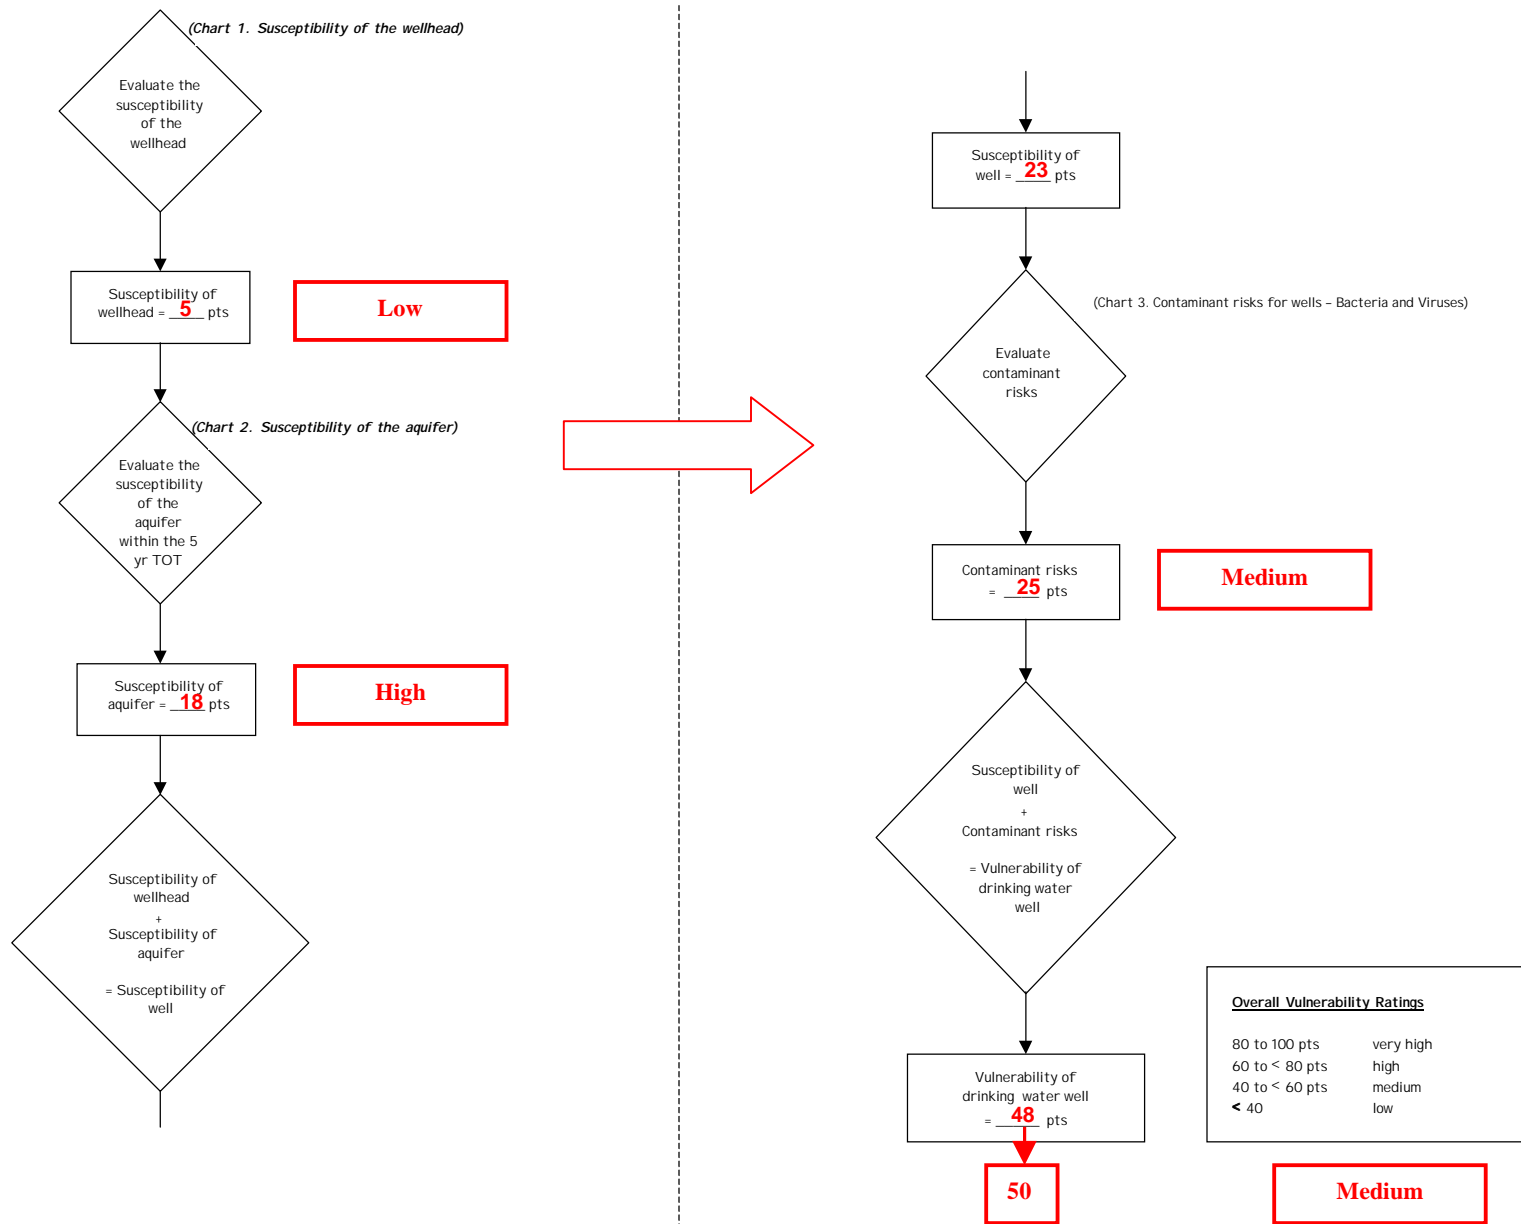 (Chart 1. Susceptibility of the wellhead)
Evaluate the
susceptibility
of the
wellhead
Susceptibility of
wellhead = __5__ pts
Low
(Chart 2. Susceptibility of the aquifer)
Evaluate the
susceptibility
of the
aquifer
within the 5
yr TOT
Susceptibility of
aquifer = __18__ pts
High
Susceptibility of
wellhead
+
Susceptibility of
aquifer
= Susceptibility of
well
Susceptibility of
well = __23__ pts
(Chart 3. Contaminant risks for wells – Bacteria and Viruses)
Evaluate
contaminant
risks
Contaminant risks
= __25__ pts
Medium
Susceptibility of
well
+
Contaminant risks
= Vulnerability of
drinking water
well
Vulnerability of
drinking water well
= __48__ pts
50
Overall Vulnerability Ratings
80 to 100 pts very high
60 to < 80 pts high
40 to < 60 pts medium
< 40 low
Medium